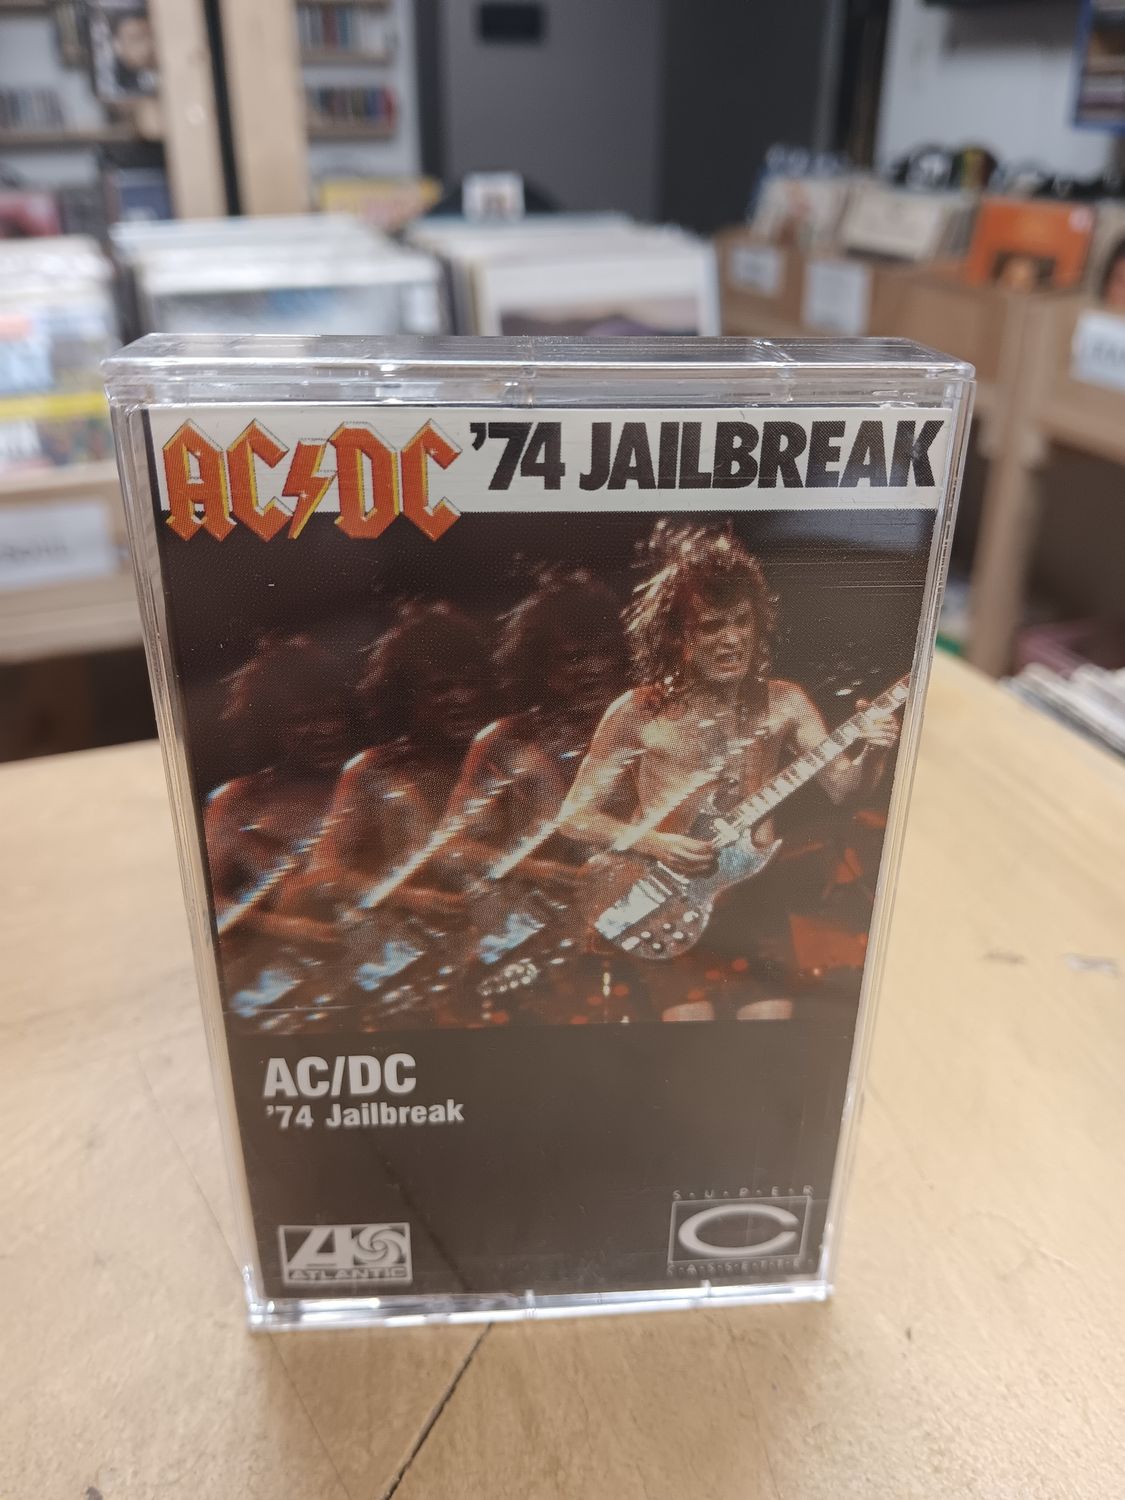 AC/DC '74 JAILBREAK
AC/DC
'74 Jailbreak
ATLANTIC
SUPER
C
CASSETTE